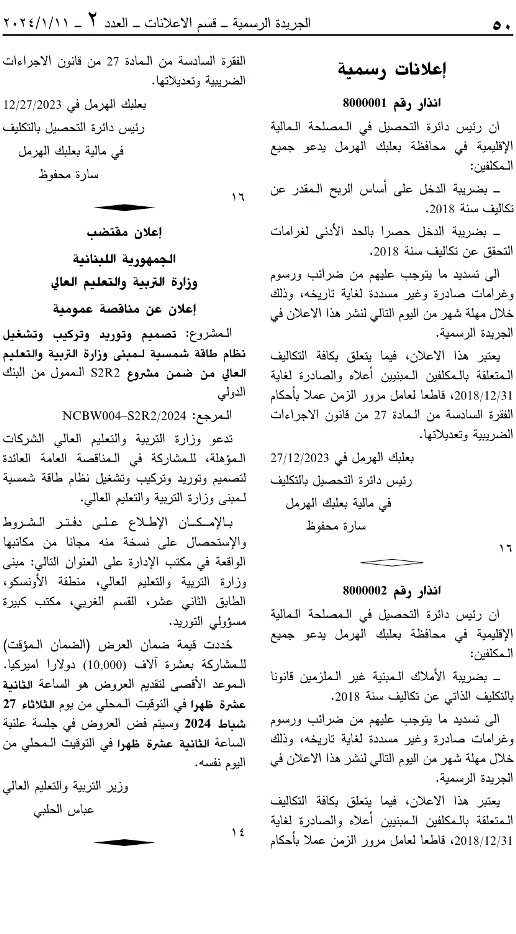 ٥٠
الجريدة الرسمية – قسم الاعلانات – العدد ٢ – ٢٠٢٤/١/١١
إعلانات رسمية
انذار رقم 8000001
ان رئيس دائرة التحصيل في المصلحة المالية
الإقليمية في محافظة بعلبك الهرمل يدعو جميع
المكلفين:
– بضريبة الدخل على أساس الربح المقدر عن
تكاليف سنة 2018.
– بضريبة الدخل حصرا بالحد الأدنى لغرامات
التحقق عن تكاليف سنة 2018.
الى تسديد ما يتوجب عليهم من ضرائب ورسوم
وغرامات صادرة وغير مسددة لغاية تاريخه، وذلك
خلال مهلة شهر من اليوم التالي لنشر هذا الاعلان في
الجريدة الرسمية.
يعتبر هذا الاعلان، فيما يتعلق بكافة التكاليف
المتعلقة بالمكلفين المبنيين أعلاه والصادرة لغاية
2018/12/31، قاطعا لعامل مرور الزمن عملا بأحكام
الفقرة السادسة من المادة 27 من قانون الاجراءات
الضريبية وتعديلاتها.
بعلبك الهرمل في 27/12/2023
رئيس دائرة التحصيل بالتكليف
في مالية بعلبك الهرمل
سارة محفوظ
١٦
انذار رقم 8000002
ان رئيس دائرة التحصيل في المصلحة المالية
الإقليمية في محافظة بعلبك الهرمل يدعو جميع
المكلفين:
– بضريبة الأملاك المبنية غير الملزمين قانونا
بالتكليف الذاتي عن تكاليف سنة 2018.
الى تسديد ما يتوجب عليهم من ضرائب ورسوم
وغرامات صادرة وغير مسددة لغاية تاريخه، وذلك
خلال مهلة شهر من اليوم التالي لنشر هذا الاعلان في
الجريدة الرسمية.
يعتبر هذا الاعلان، فيما يتعلق بكافة التكاليف
المتعلقة بالمكلفين المبنيين أعلاه والصادرة لغاية
2018/12/31، قاطعا لعامل مرور الزمن عملا بأحكام
الفقرة السادسة من المادة 27 من قانون الاجراءات
الضريبية وتعديلاتها.
بعلبك الهرمل في 12/27/2023
رئيس دائرة التحصيل بالتكليف
في مالية بعلبك الهرمل
سارة محفوظ
١٦
إعلان مقتضب
الجمهورية اللبنانية
وزارة التربية والتعليم العالي
إعلان عن مناقصة عمومية
المشروع: تصميم وتوريد وتركيب وتشغيل
نظام طاقة شمسية لمبنى وزارة التربية والتعليم
العالي من ضمن مشروع S2R2 الممول من البنك
الدولي
المرجع: NCBW004–S2R2/2024
تدعو وزارة التربية والتعليم العالي الشركات
المؤهلة، للمشاركة في المناقصة العامة العائدة
لتصميم وتوريد وتركيب وتشغيل نظام طاقة شمسية
لمبنى وزارة التربية والتعليم العالي.
بالإمكان الإطلاع على دفتر الشروط
والإستحصال على نسخة منه مجانا من مكاتبها
الواقعة في مكتب الإدارة على العنوان التالي: مبنى
وزارة التربية والتعليم العالي، منطقة الأونسكو،
الطابق الثاني عشر، القسم الغربي، مكتب كبيرة
مسؤولي التوريد.
حُددت قيمة ضمان العرض (الضمان المؤقت)
للمشاركة بعشرة آلاف (10,000) دولارا اميركيا.
الموعد الأقصى لتقديم العروض هو الساعة الثانية
عشرة ظهرا في التوقيت المحلي من يوم الثلاثاء 27
شباط 2024 وسيتم فض العروض في جلسة علنية
الساعة الثانية عشرة ظهرا في التوقيت المحلي من
اليوم نفسه.
وزير التربية والتعليم العالي
عباس الحلبي
١٤